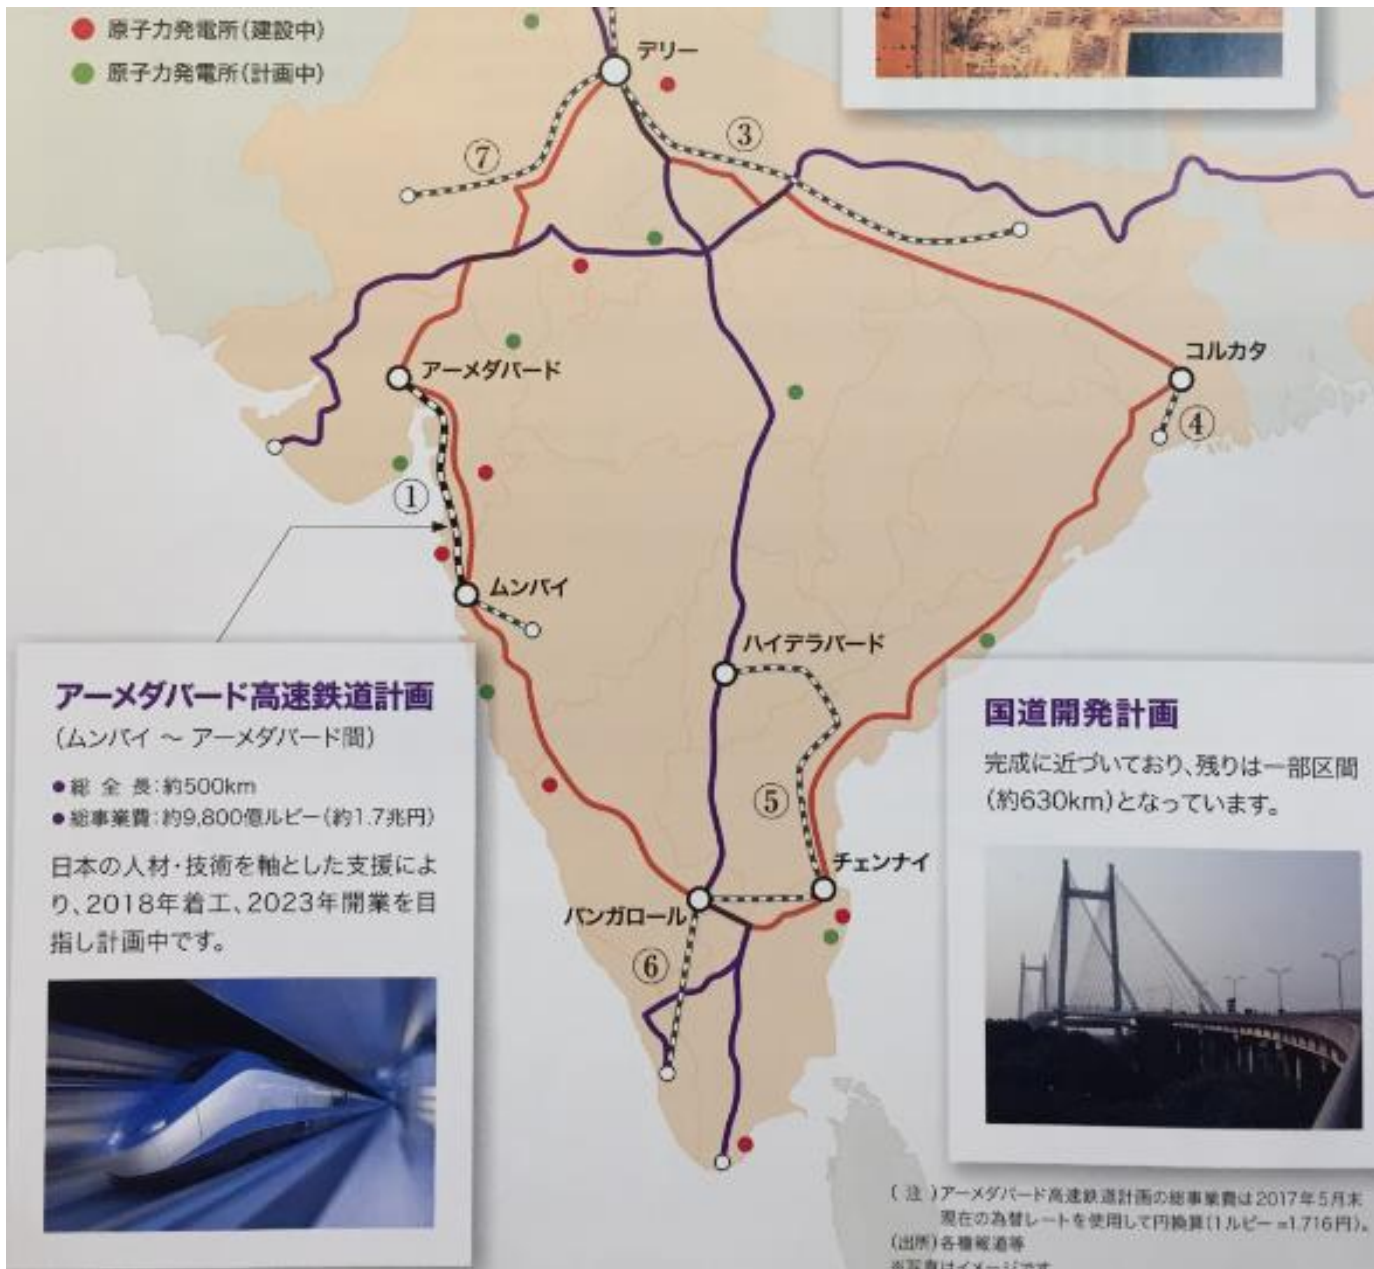 原子力発電所(建設中)
原子力発電所(計画中)
デリー
⑦
③
アーメダバード
コルカタ
④
①
ムンバイ
ハイデラバード
⑤
チェンナイ
バンガロール
⑥
アーメダバード高速鉄道計画
(ムンバイ ～ アーメダバード間)
●総 全 長:約500km
●総事業費:約9,800億ルピー(約1.7兆円)
日本の人材・技術を軸とした支援によ
り、2018年着工、2023年開業を目
指し計画中です。
国道開発計画
完成に近づいており、残りは一部区間
(約630km)となっています。
(注)アーメダバード高速鉄道計画の総事業費は2017年5月末
現在の為替レートを使用して円換算(1ルピー=1.716円)。
(出所)各種報道等
※写真はイメージです